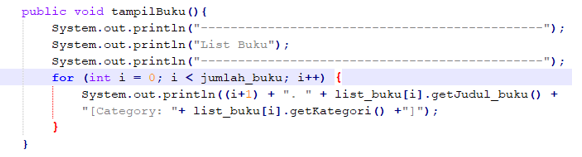 public void tampilBuku(){
System.out.println("--------------------------------------------");
System.out.println("List Buku");
System.out.println("--------------------------------------------");
for (int i = 0; i < jumlah_buku; i++) {
System.out.println((i+1) + ". " + list_buku[i].getJudul_buku() +
"[Category: "+ list_buku[i].getKategori() +"]");
}
}